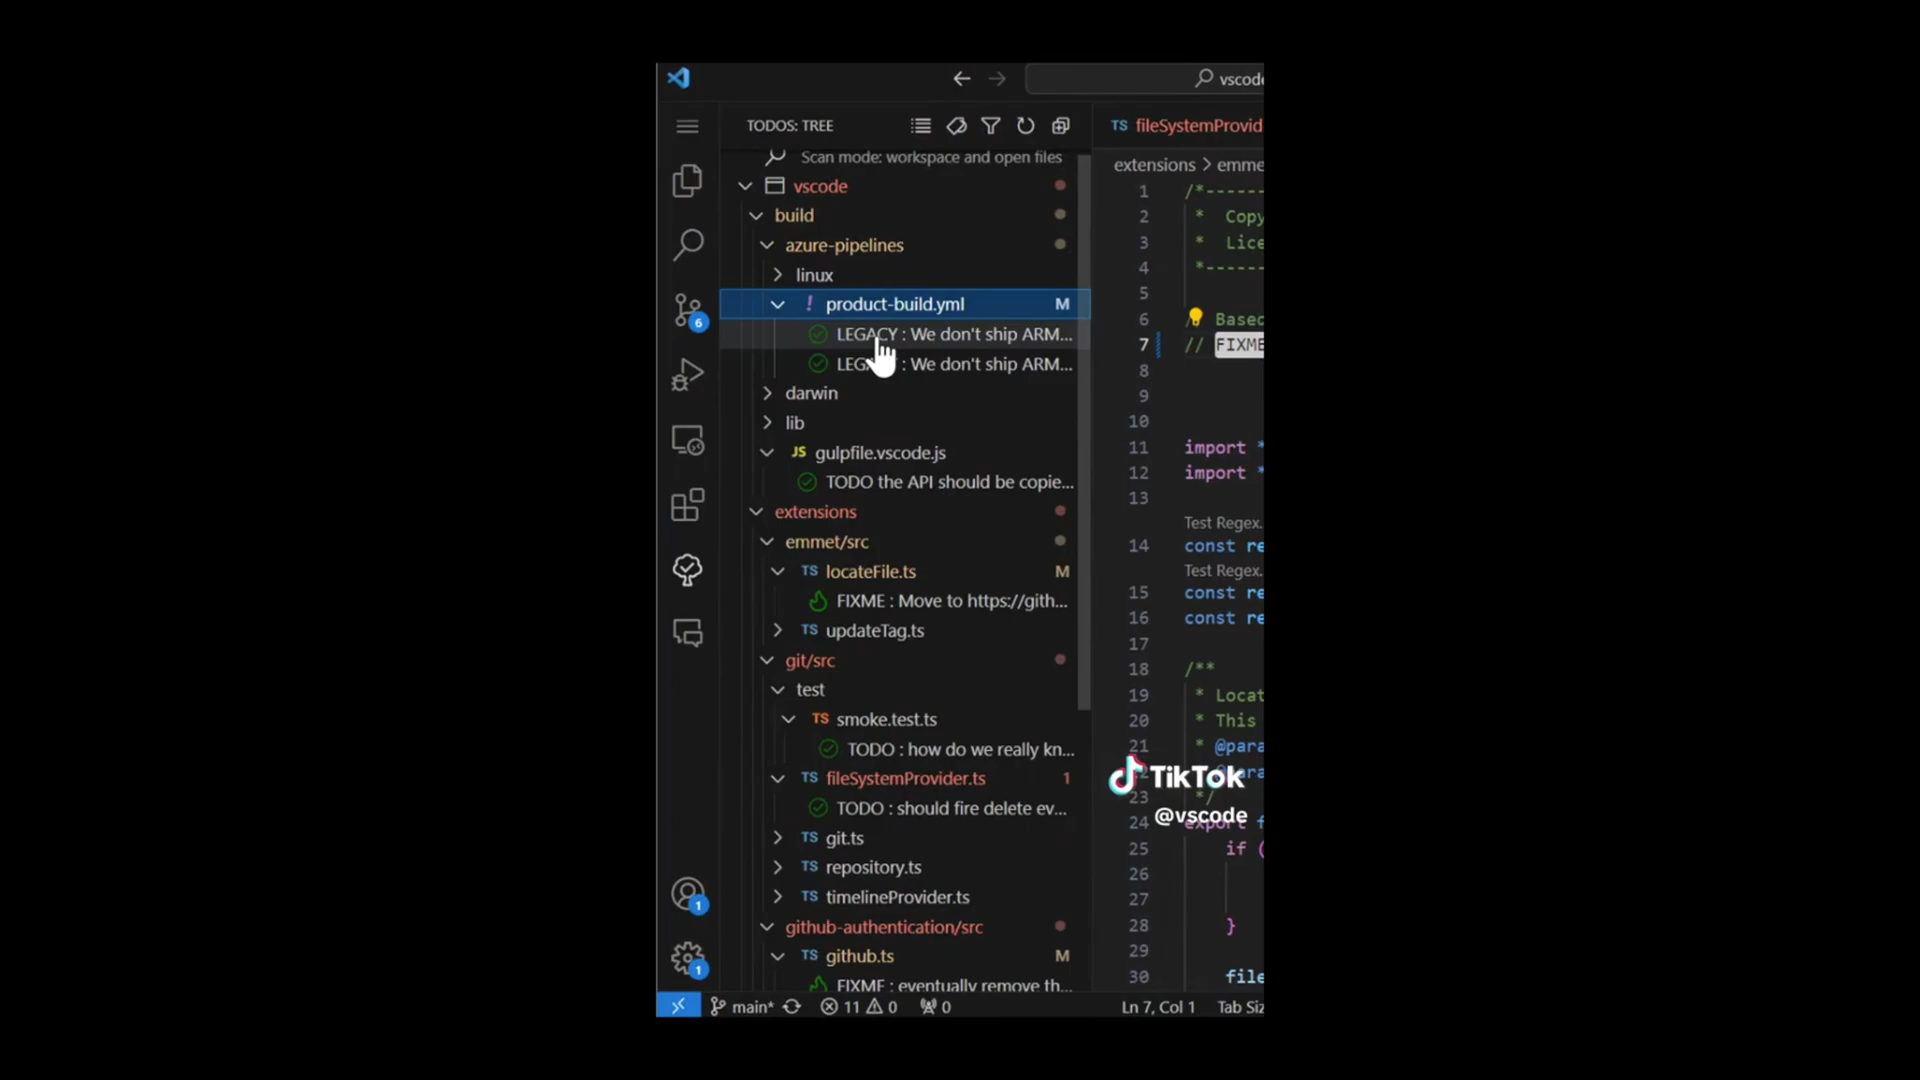 vscode
TODOS: TREE
Scan mode: workspace and open files
vscode
build
azure-pipelines
linux
! product-build.yml M
LEGACY : We don't ship ARM...
: We don't ship ARM...
darwin
lib
JS gulpfile.vscode.js
TODO the API should be copie...
extensions
emmet/src
TS locateFile.ts M
FIXME : Move to https://gith...
TS updateTag.ts
git/src
test
TS smoke.test.ts
TODO : how do we really kn...
TS fileSystemProvider.ts 1
TODO : should fire delete ev...
TS git.ts
TS repository.ts
TS timelineProvider.ts
github-authentication/src
TS github.ts M
FIXME : eventually remove th...
6
1
1
TS fileSystemProvid
extensions > emme
1 /*------
2 * Copy
3 * Lice
4 *------
5
6 Based
7 // FIXME
8
9
10
11 import *
12 import *
13
Test Regex.
14 const re
Test Regex.
15 const re
16 const re
17
18 /**
19 * Locat
20 * This
21 * @para
ara
23 */
24 export f
25 if (
26
27
28 }
29
30 file
TikTok
@vscode
main* 11 0 0 Ln 7, Col 1 Tab Siz